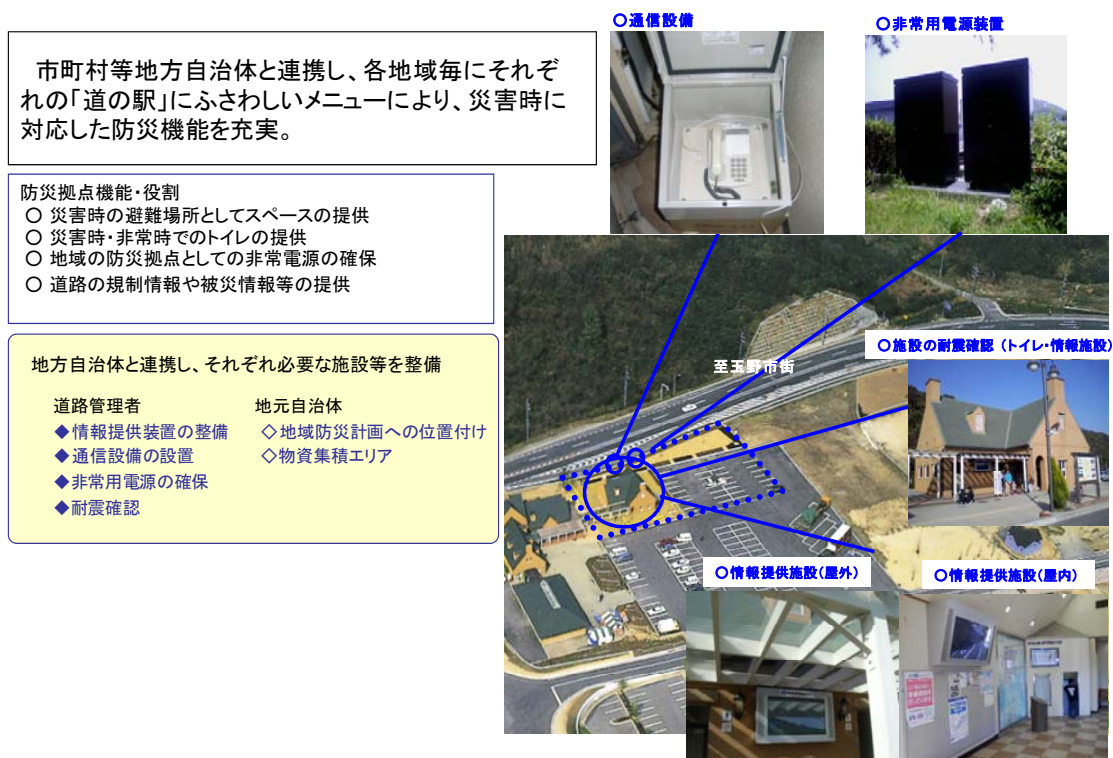 市町村等地方自治体と連携し、各地域毎にそれぞ
れの「道の駅」にふさわしいメニューにより、災害時に
対応した防災機能を充実。
防災拠点機能・役割
○ 災害時の避難場所としてスペースの提供
○ 災害時・非常時でのトイレの提供
○ 地域の防災拠点としての非常電源の確保
○ 道路の規制情報や被災情報等の提供
地方自治体と連携し、それぞれ必要な施設等を整備
道路管理者
◆情報提供装置の整備
◆通信設備の設置
◆非常用電源の確保
◆耐震確認
地元自治体
◇地域防災計画への位置付け
◇物資集積エリア
○通信設備
○非常用電源装置
至玉野市街
○施設の耐震確認（トイレ・情報施設）
○情報提供施設(屋外)
○情報提供施設(屋内)